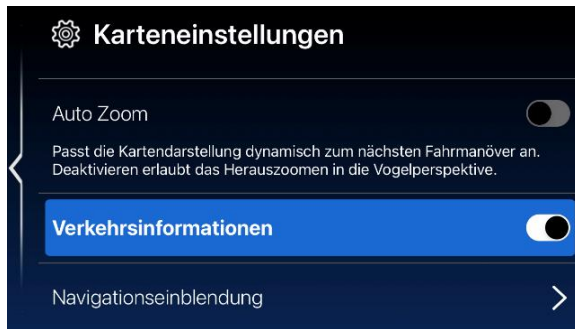 Karteneinstellungen
Auto Zoom
Passt die Kartendarstellung dynamisch zum nächsten Fahrmanöver an.
Deaktivieren erlaubt das Herauszoomen in die Vogelperspektive.
Verkehrsinformationen
Navigationseinblendung